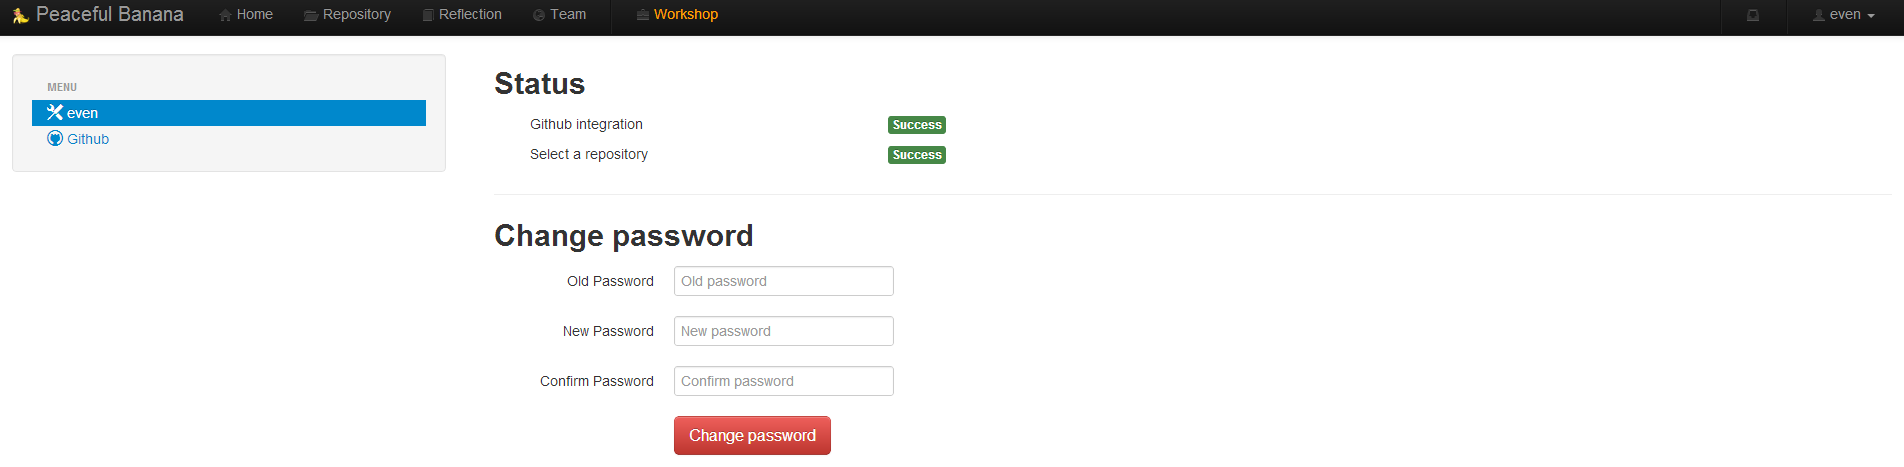 Peaceful Banana Home Repository Reflection Team Workshop even
MENU
even
Github
Status
Github integration Success
Select a repository Success
Change password
Old Password Old password
New Password New password
Confirm Password Confirm password
Change password